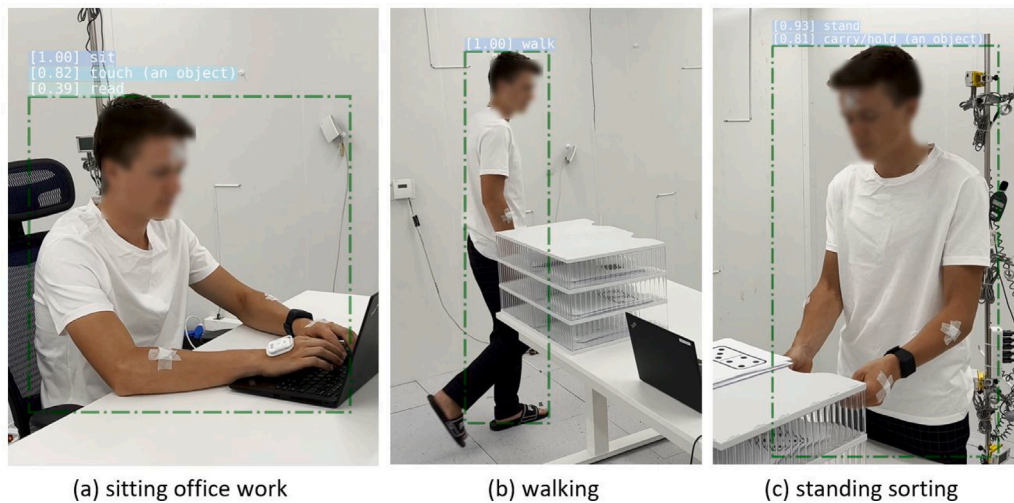 [1.00] sit
[0.82] touch (an object)
[0.39] read
[1.00] walk
[0.93] stand
[0.81] carry/hold (an object)
(a) sitting office work
(b) walking
(c) standing sorting